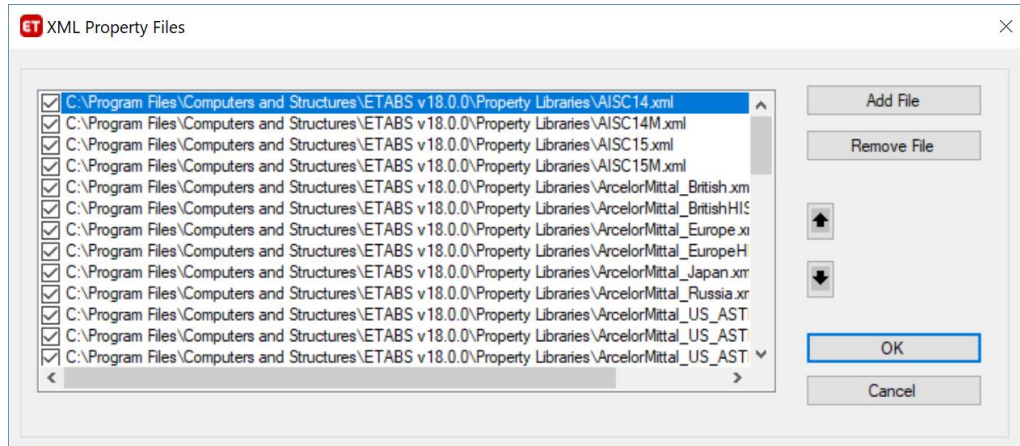 ET XML Property Files
C:\Program Files\Computers and Structures\ETABS v18.0.0\Property Libraries\AISC14.xml
C:\Program Files\Computers and Structures\ETABS v18.0.0\Property Libraries\AISC14M.xml
C:\Program Files\Computers and Structures\ETABS v18.0.0\Property Libraries\AISC15.xml
C:\Program Files\Computers and Structures\ETABS v18.0.0\Property Libraries\AISC15M.xml
C:\Program Files\Computers and Structures\ETABS v18.0.0\Property Libraries\ArcelorMittal_British.xm
C:\Program Files\Computers and Structures\ETABS v18.0.0\Property Libraries\ArcelorMittal_BritishHIS
C:\Program Files\Computers and Structures\ETABS v18.0.0\Property Libraries\ArcelorMittal_Europe.xr
C:\Program Files\Computers and Structures\ETABS v18.0.0\Property Libraries\ArcelorMittal_EuropeHI
C:\Program Files\Computers and Structures\ETABS v18.0.0\Property Libraries\ArcelorMittal_Japan.xm
C:\Program Files\Computers and Structures\ETABS v18.0.0\Property Libraries\ArcelorMittal_Russia.xr
C:\Program Files\Computers and Structures\ETABS v18.0.0\Property Libraries\ArcelorMittal_US_AST
C:\Program Files\Computers and Structures\ETABS v18.0.0\Property Libraries\ArcelorMittal_US_AST
C:\Program Files\Computers and Structures\ETABS v18.0.0\Property Libraries\ArcelorMittal_US_AST
Add File
Remove File
OK
Cancel